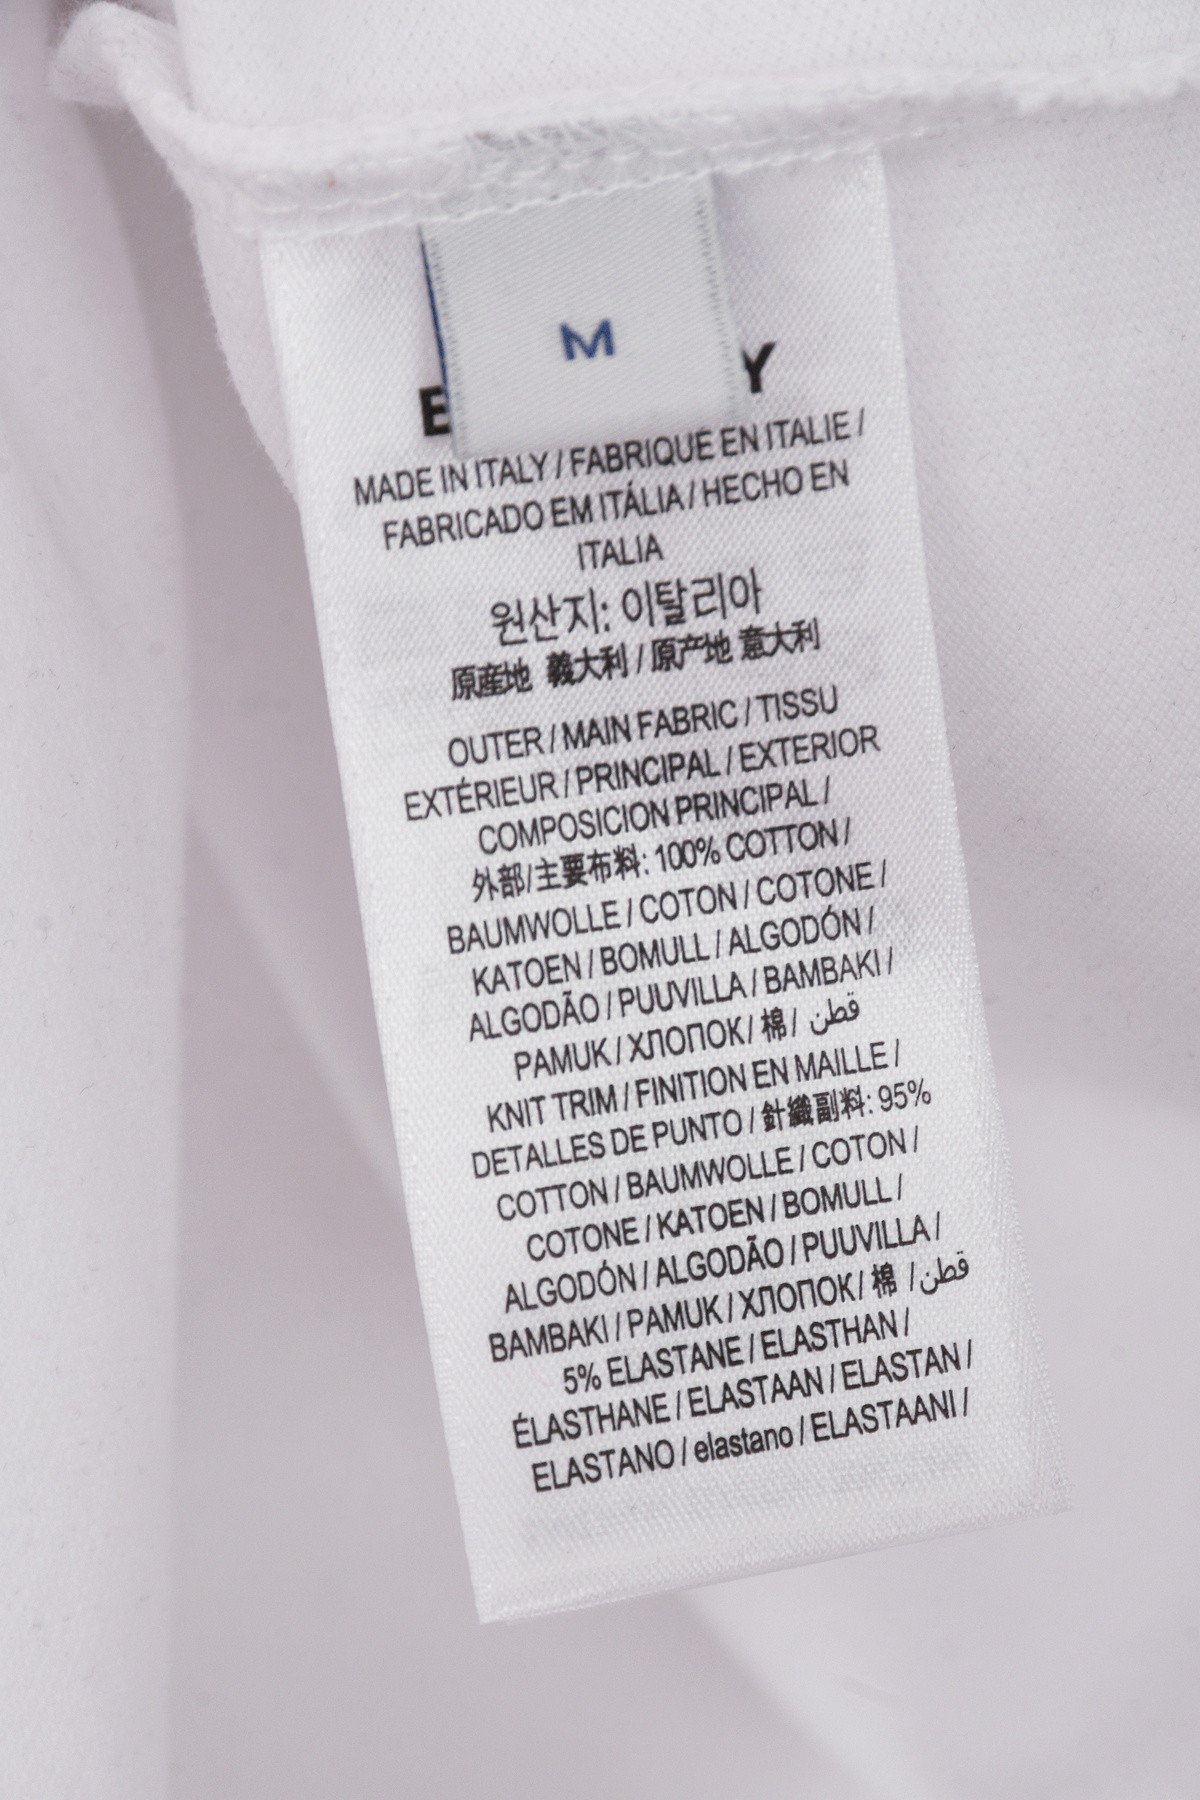 M
MADE IN ITALY / FABRIQUÉ EN ITALIE /
FABRICADO EM ITÁLIA / HECHO EN
ITALIA
원산지: 이탈리아
原産地 義大利 / 原产地 意大利
OUTER / MAIN FABRIC / TISSU
EXTÉRIEUR / PRINCIPAL / EXTERIOR
COMPOSICION PRINCIPAL /
外部/主要布料: 100% COTTON /
BAUMWOLLE / COTON / COTONE /
KATOEN / BOMULL / ALGODÓN /
ALGODÃO / PUUVILLA / BAMBAKI /
PAMUK / ХЛОПОК / 棉 / قطن
KNIT TRIM / FINITION EN MAILLE /
DETALLES DE PUNTO / 針織副料: 95%
COTTON / BAUMWOLLE / COTON /
COTONE / KATOEN / BOMULL /
ALGODÓN / ALGODÃO / PUUVILLA /
BAMBAKI / PAMUK / ХЛОПОК / 棉 / قطن
5% ELASTANE / ELASTHAN /
ÉLASTHANE / ELASTAAN / ELASTAN /
ELASTANO / elastano / ELASTAANI /